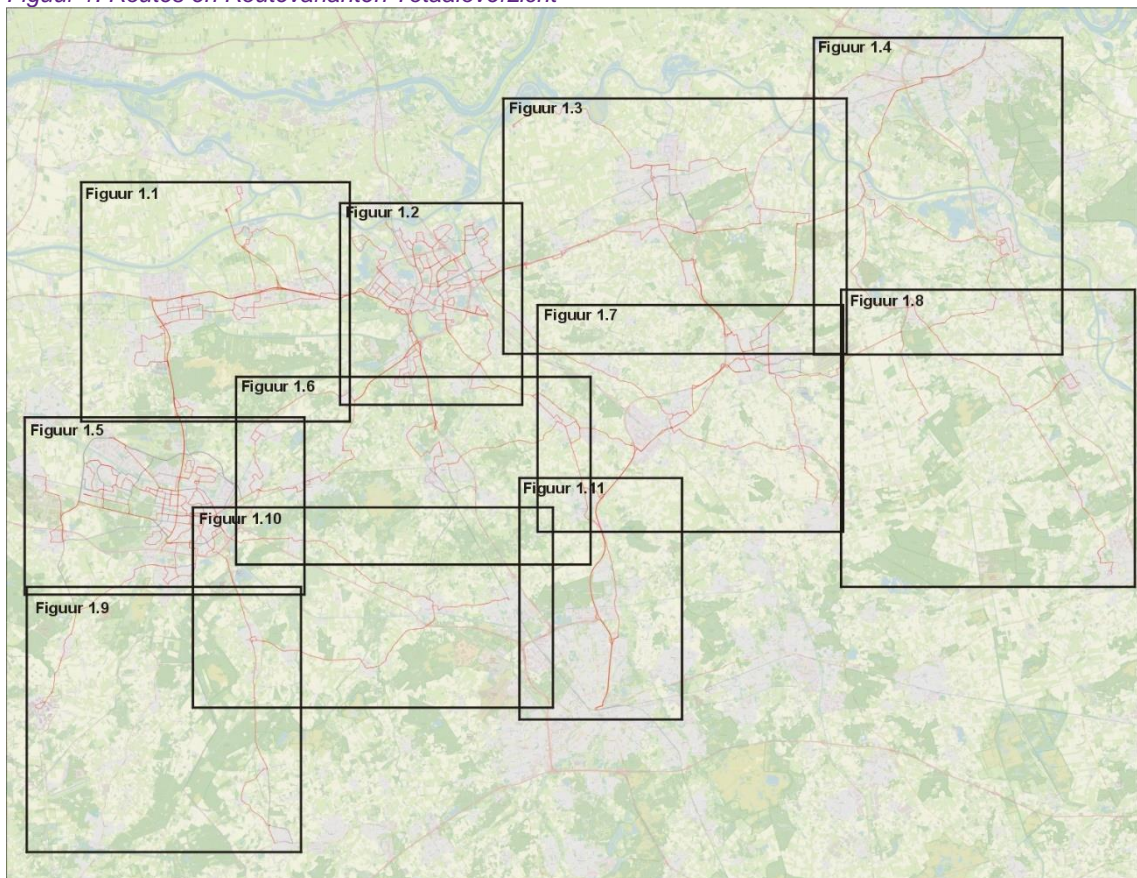 Figuur 1: Routes en Routevarianten Totaaloverzicht
Figuur 1.4
Figuur 1.3
Figuur 1.1
Figuur 1.2
Figuur 1.8
Figuur 1.7
Figuur 1.6
Figuur 1.5
Figuur 1.11
Figuur 1.10
Figuur 1.9